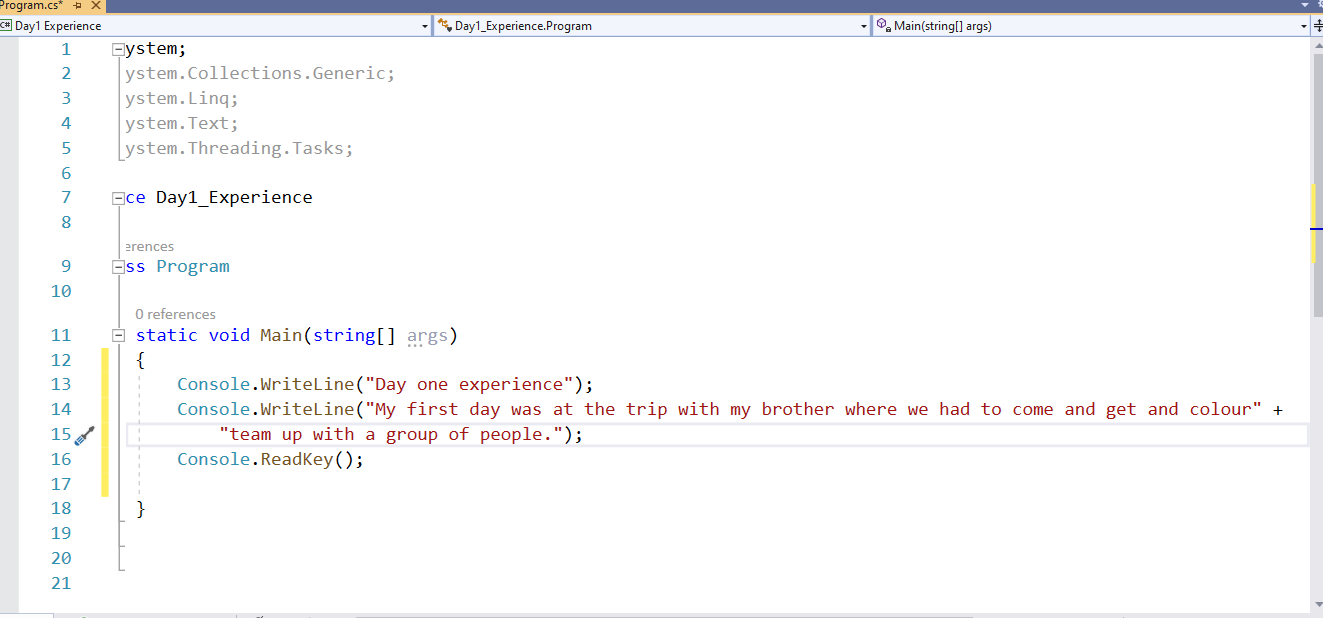 Program.cs*
C# Day1 Experience
Day1_Experience.Program
Main(string[] args)
1 ystem;
2 ystem.Collections.Generic;
3 ystem.Linq;
4 ystem.Text;
5 ystem.Threading.Tasks;
6
7 ce Day1_Experience
8
erences
9 ss Program
10
0 references
11 static void Main(string[] args)
12 {
13 Console.WriteLine("Day one experience");
14 Console.WriteLine("My first day was at the trip with my brother where we had to come and get and colour" +
15 "team up with a group of people.");
16 Console.ReadKey();
17
18 }
19
20
21